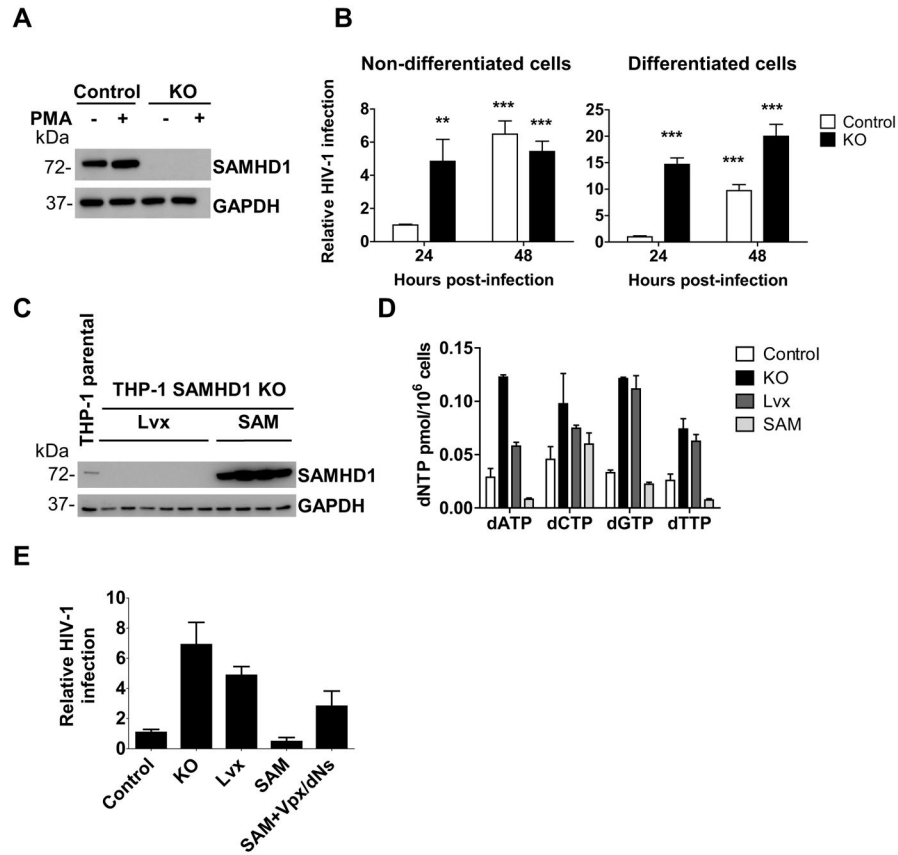 A
Control KO
PMA - + - +
kDa
72- SAMHD1
37- GAPDH
B
Non-differentiated cells
Relative HIV-1 infection
8
6
4
2
0
** *** ***
24 48
Hours post-infection
Differentiated cells
25
20
15
10
5
0
*** *** ***
24 48
Hours post-infection
Control
KO
C
THP-1 parental
THP-1 SAMHD1 KO
Lvx SAM
kDa
72- SAMHD1
37- GAPDH
D
dNTP pmol/10⁶ cells
0.15
0.10
0.05
0.00
dATP dCTP dGTP dTTP
Control
KO
Lvx
SAM
E
Relative HIV-1
infection
10
8
6
4
2
0
Control KO Lvx SAM SAM+Vpx/dNs